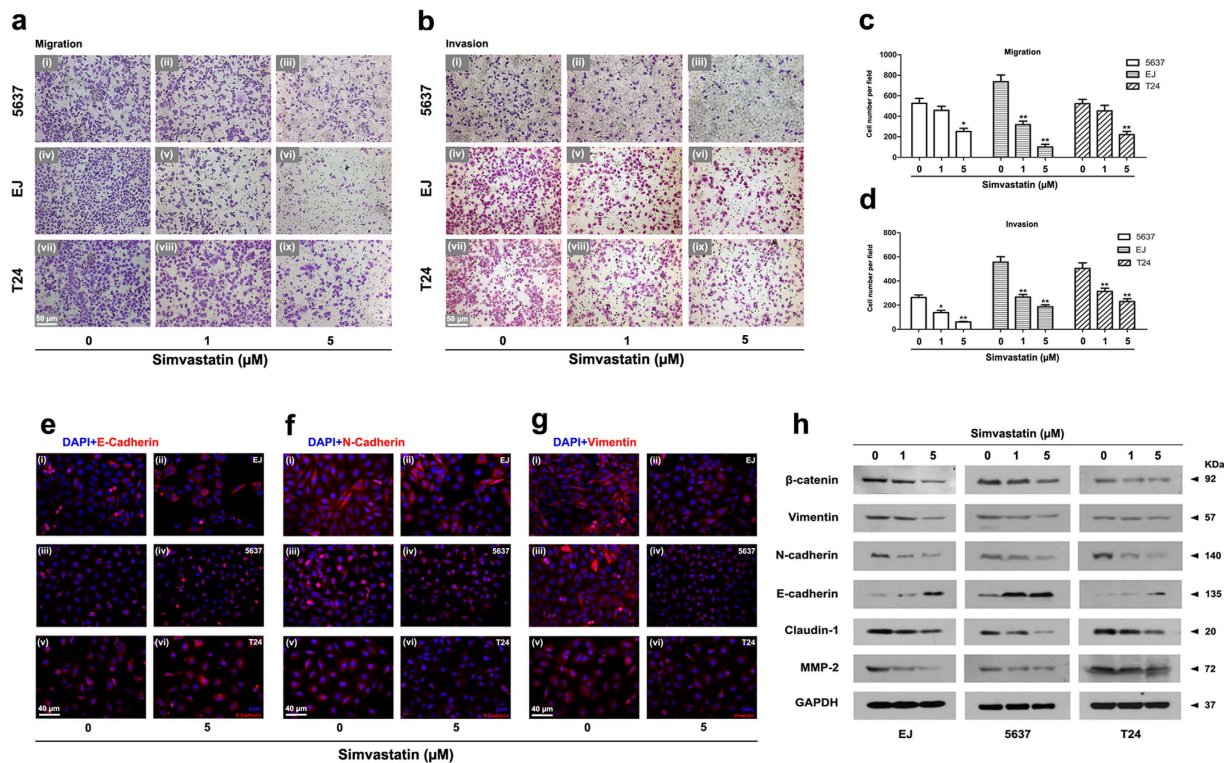 a
Migration
(i) (ii) (iii)
5637
(iv) (v) (vi)
EJ
(vii) (viii) (ix)
T24
50 µm
0 1 5
Simvastatin (µM)
b
Invasion
(i) (ii) (iii)
5637
(iv) (v) (vi)
EJ
(vii) (viii) (ix)
T24
50 µm
0 1 5
Simvastatin (µM)
c
Migration
1000
800
600
400
200
0
Cell number per field
5637
EJ
T24
* ** ** **
0 1 5 0 1 5 0 1 5
Simvastatin (µM)
d
Invasion
800
600
400
200
0
Cell number per field
5637
EJ
T24
* ** ** ** ** **
0 1 5 0 1 5 0 1 5
Simvastatin (µM)
e
DAPI+E-Cadherin
(i) (ii) EJ
(iii) (iv) 5637
(v) (vi) T24
40 µm
DAPI
E-Cadherin
0 5
f
DAPI+N-Cadherin
(i) (ii) EJ
(iii) (iv) 5637
(v) (vi) T24
40 µm
DAPI
0 5
g
DAPI+Vimentin
(i) (ii) EJ
(iii) (iv) 5637
(v) (vi) T24
40 µm
DAPI
Vimentin
0 5
Simvastatin (µM)
h
Simvastatin (µM)
0 1 5 0 1 5 0 1 5
KDa
β-catenin 92
Vimentin 57
N-cadherin 140
E-cadherin 135
Claudin-1 20
MMP-2 72
GAPDH 37
EJ 5637 T24